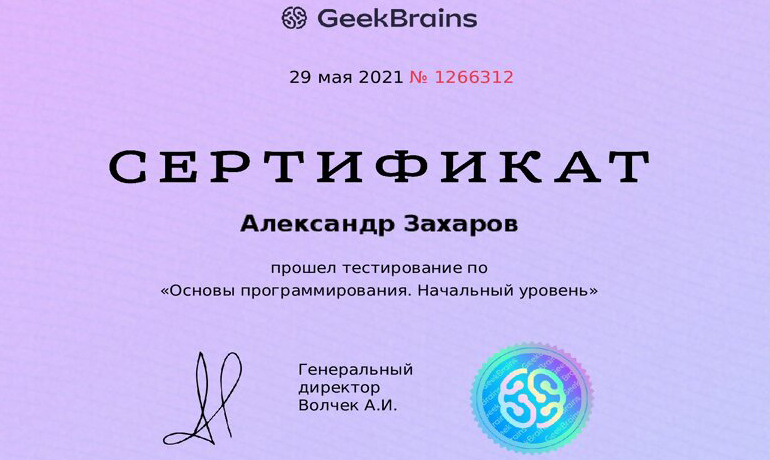 GeekBrains
29 мая 2021 № 1266312
СЕРТИФИКАТ
Александр Захаров
прошел тестирование по
«Основы программирования. Начальный уровень»
Генеральный
директор
Волчек А.И.